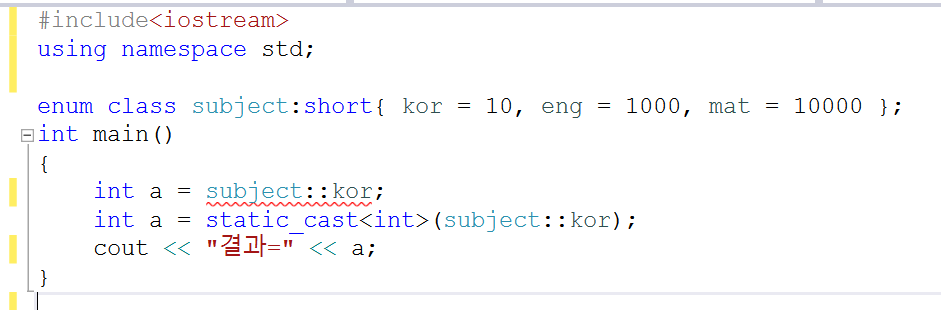 #include<iostream>
using namespace std;
enum class subject:short{ kor = 10, eng = 1000, mat = 10000 };
int main()
{
int a = subject::kor;
int a = static_cast<int>(subject::kor);
cout << "결과=" << a;
}